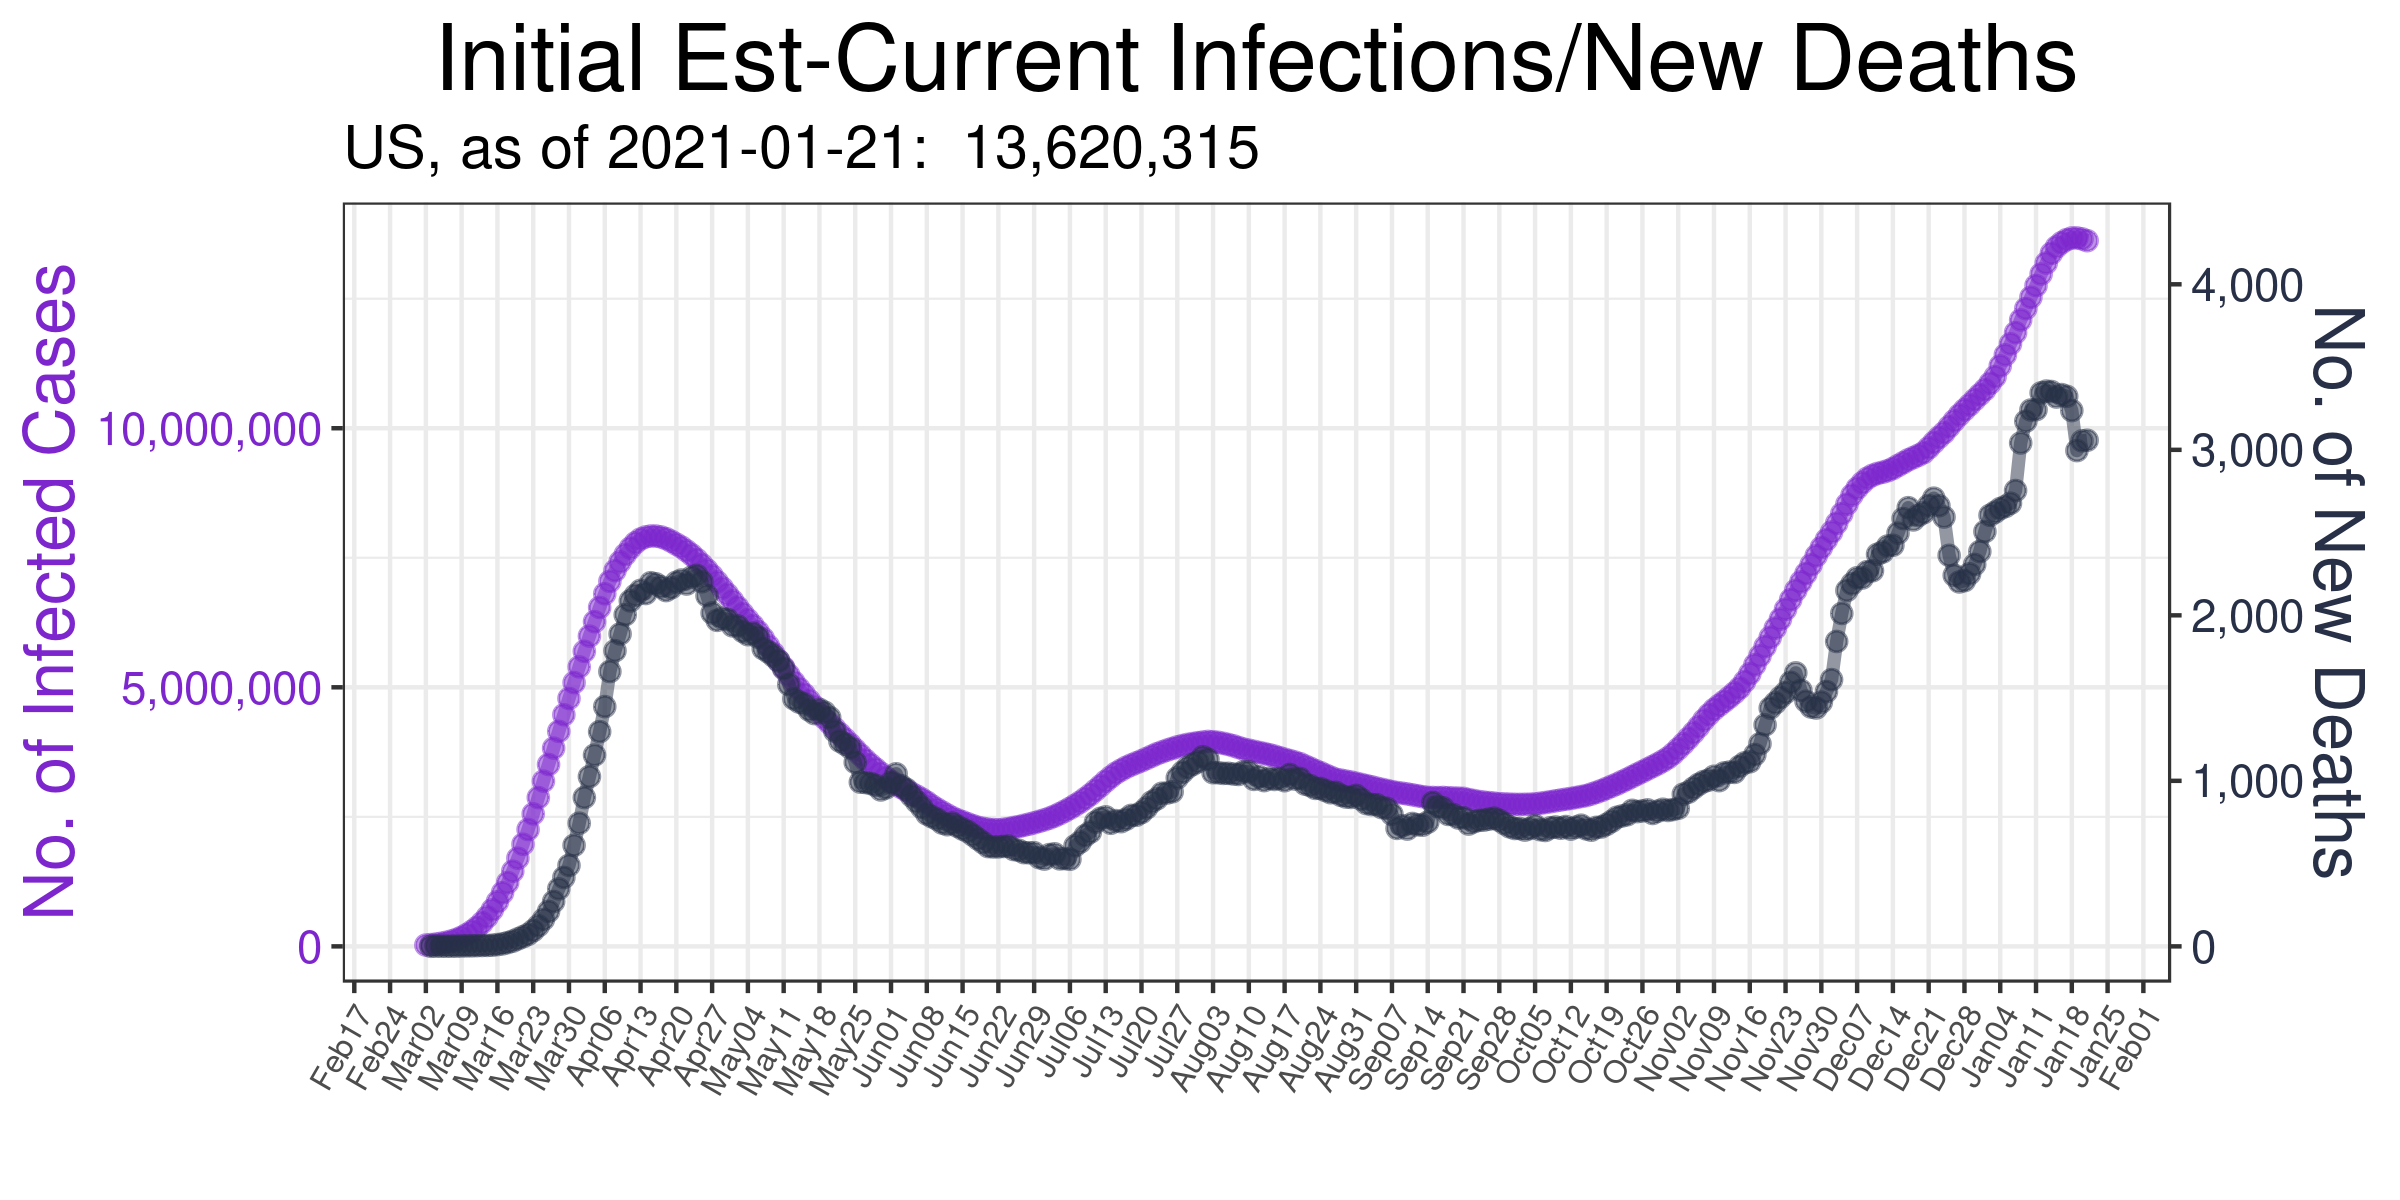 Initial Est-Current Infections/New Deaths
US, as of 2021-01-21:  13,620,315
No. of Infected Cases
10,000,000
5,000,000
0
4,000
3,000
2,000
1,000
0
No. of New Deaths
Feb17
Feb24
Mar02
Mar09
Mar16
Mar23
Mar30
Apr06
Apr13
Apr20
Apr27
May04
May11
May18
May25
Jun01
Jun08
Jun15
Jun22
Jun29
Jul06
Jul13
Jul20
Jul27
Aug03
Aug10
Aug17
Aug24
Aug31
Sep07
Sep14
Sep21
Sep28
Oct05
Oct12
Oct19
Oct26
Nov02
Nov09
Nov16
Nov23
Nov30
Dec07
Dec14
Dec21
Dec28
Jan04
Jan11
Jan18
Jan25
Feb01